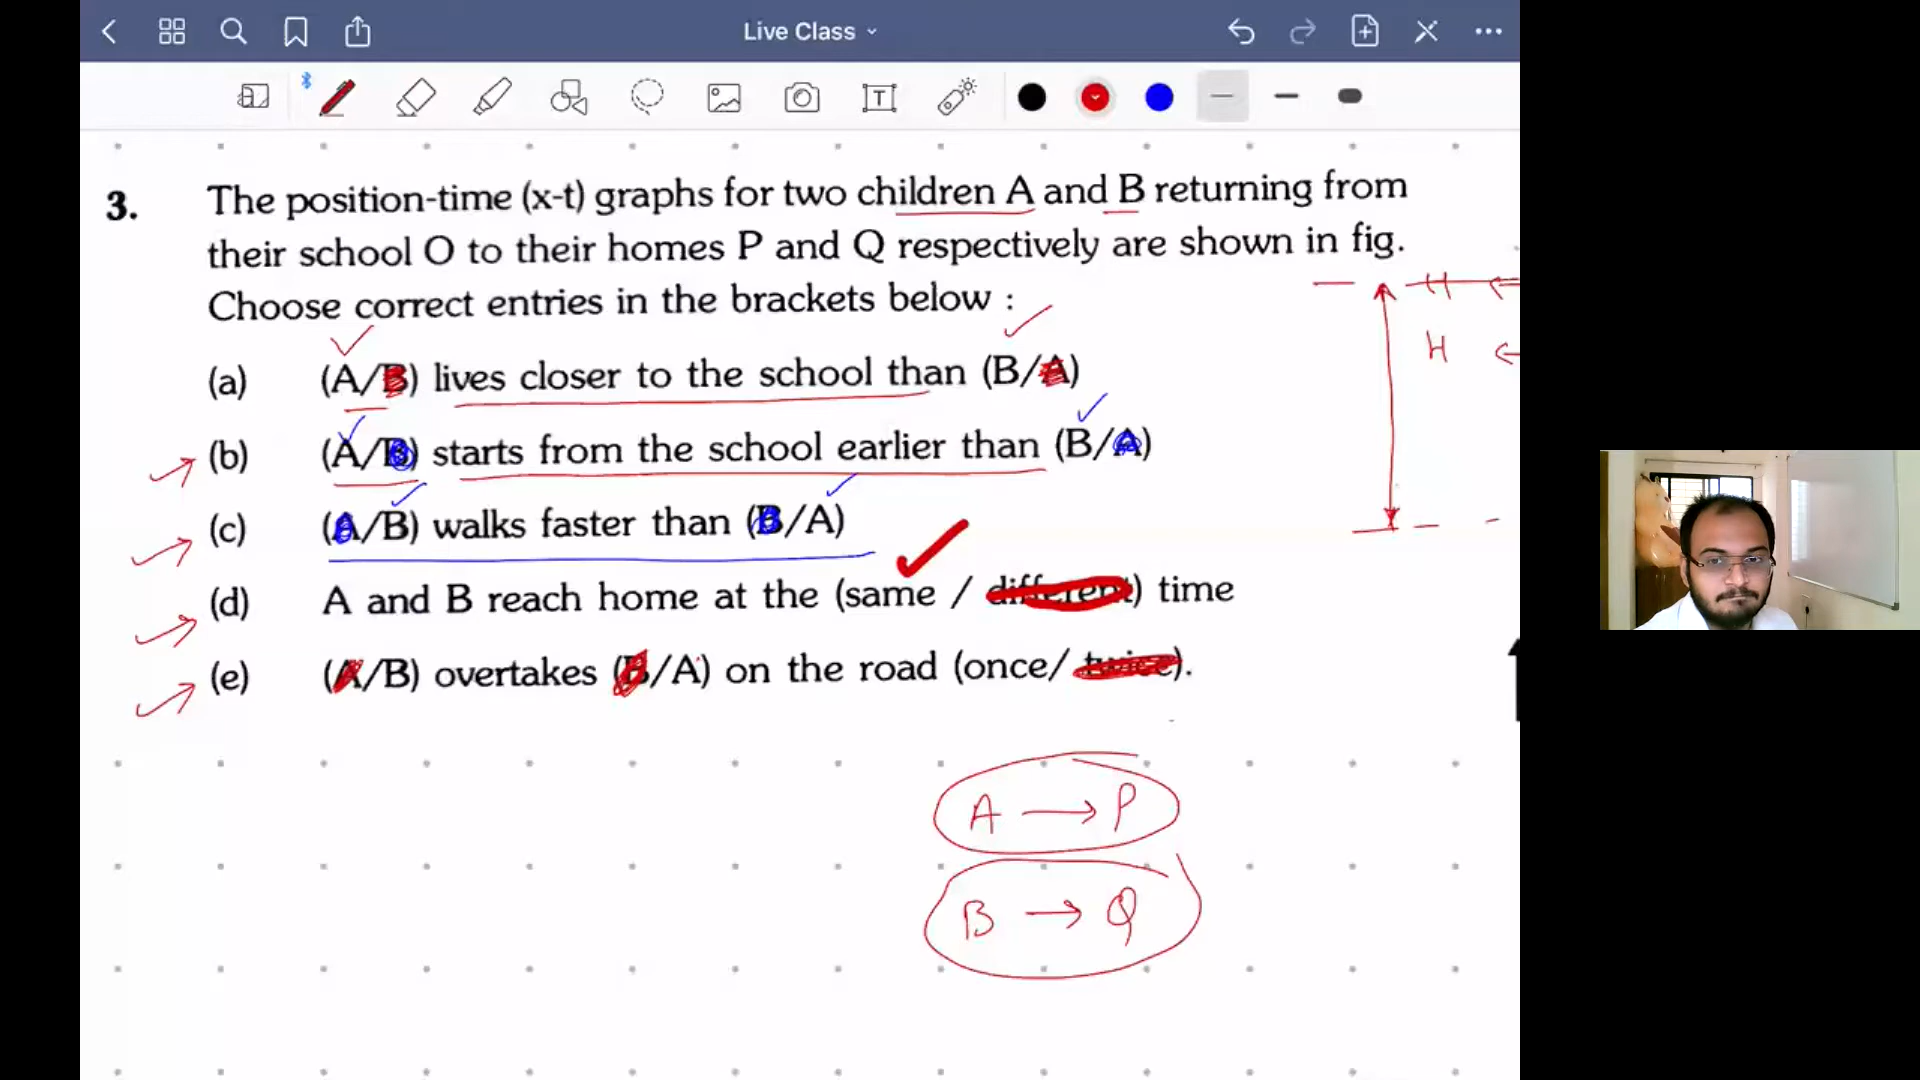 Live Class
3. The position-time (x-t) graphs for two children A and B returning from
their school O to their homes P and Q respectively are shown in fig.
Choose correct entries in the brackets below :
(a) (A/B) lives closer to the school than (B/A)
(b) (A/B) starts from the school earlier than (B/A)
(c) (A/B) walks faster than (B/A)
(d) A and B reach home at the (same / different) time
(e) (A/B) overtakes (B/A) on the road (once/ twice).
H
H
A → P
B → Q